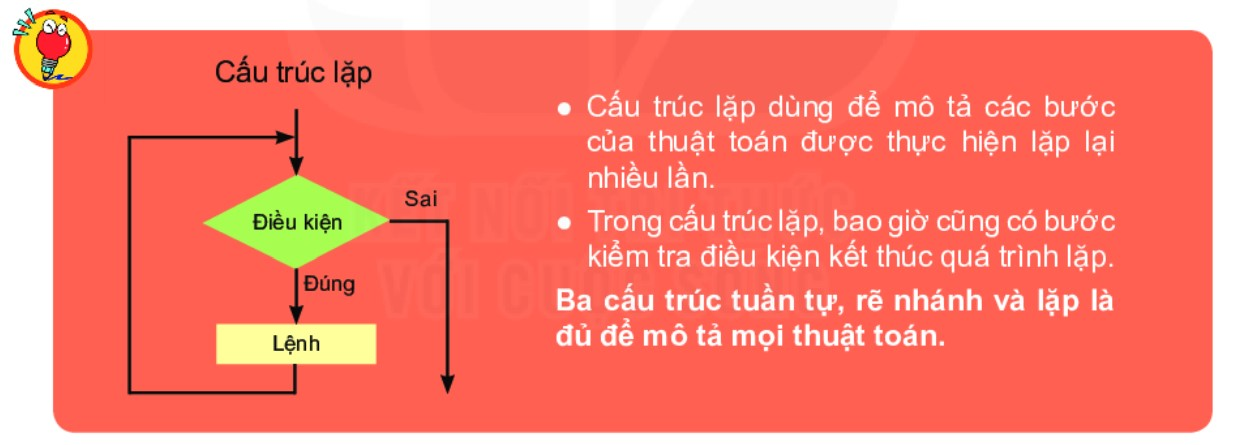 Cấu trúc lặp
Điều kiện
Sai
Đúng
Lệnh
● Cấu trúc lặp dùng để mô tả các bước
của thuật toán được thực hiện lặp lại
nhiều lần.
● Trong cấu trúc lặp, bao giờ cũng có bước
kiểm tra điều kiện kết thúc quá trình lặp.
Ba cấu trúc tuần tự, rẽ nhánh và lặp là
đủ để mô tả mọi thuật toán.